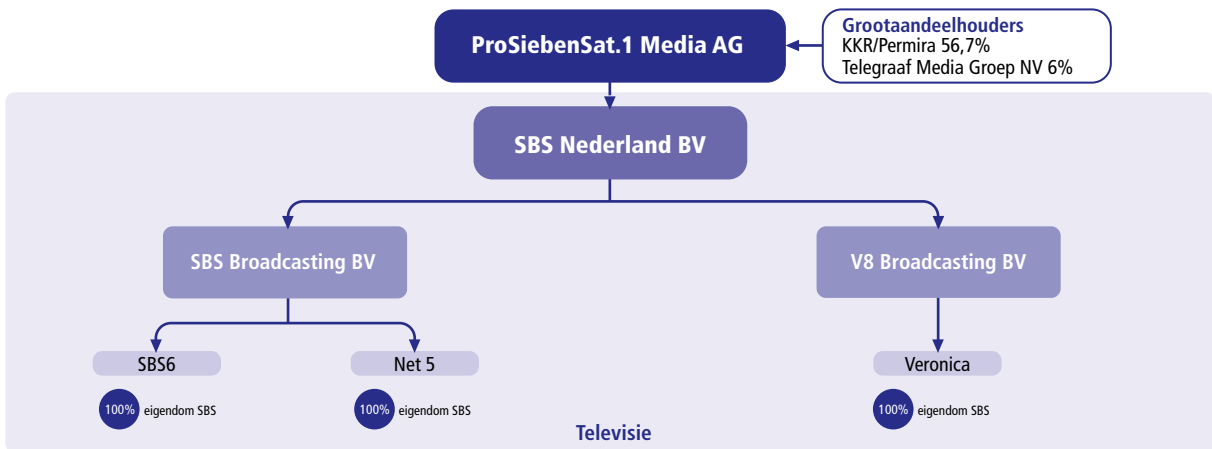 ProSiebenSat.1 Media AG
Grootaandeelhouders
KKR/Permira 56,7%
Telegraaf Media Groep NV 6%
SBS Nederland BV
SBS Broadcasting BV
V8 Broadcasting BV
SBS6
Net 5
Veronica
100% eigendom SBS
100% eigendom SBS
100% eigendom SBS
Televisie